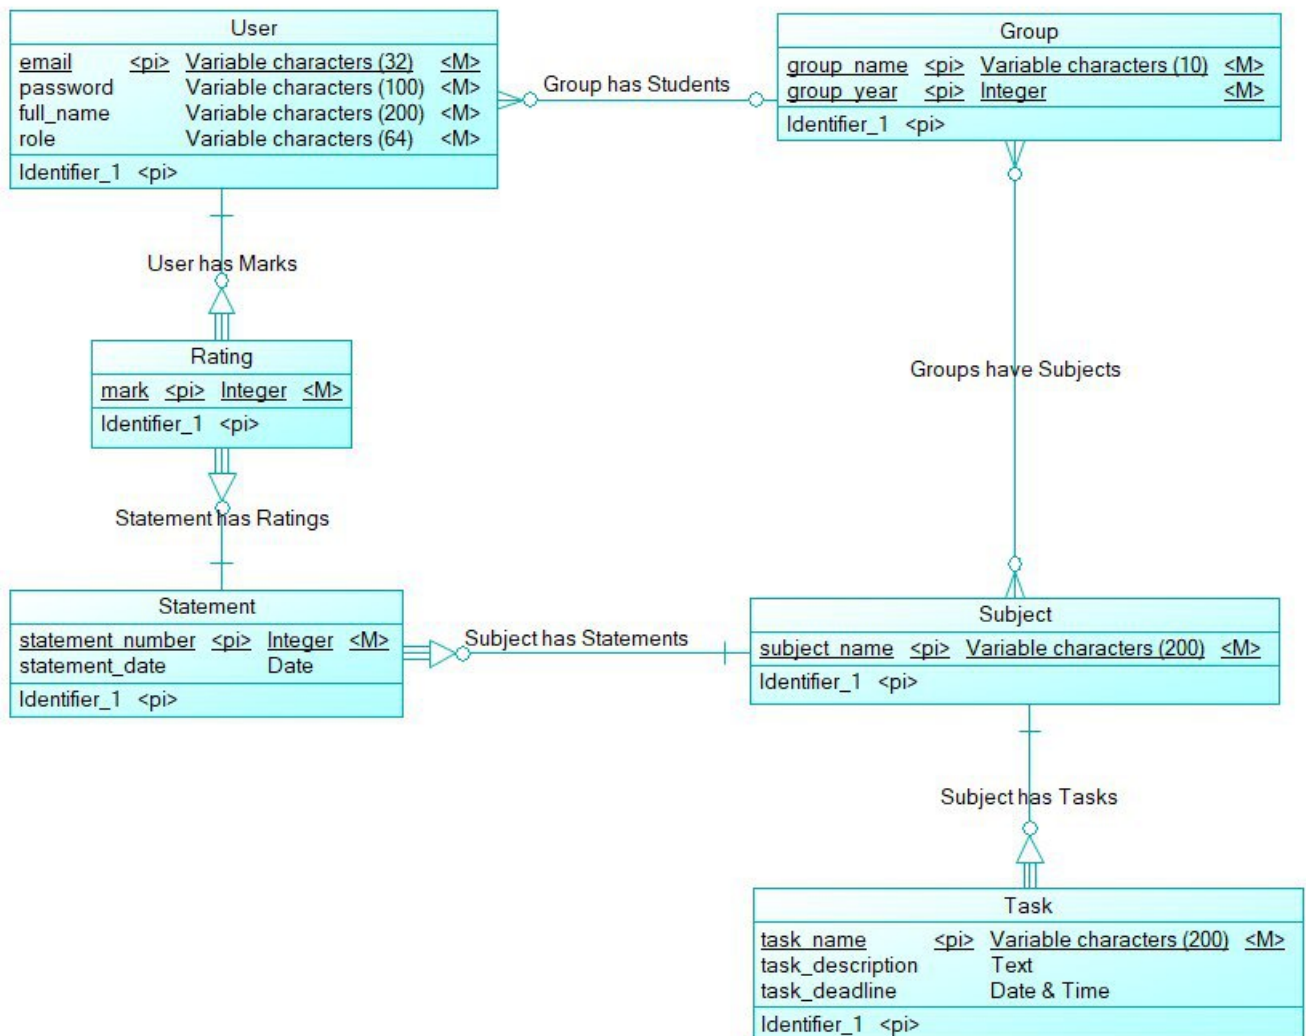 User
email <pi> Variable characters (32) <M>
password Variable characters (100) <M>
full_name Variable characters (200) <M>
role Variable characters (64) <M>
Identifier_1 <pi>
Group has Students
Group
group_name <pi> Variable characters (10) <M>
group_year <pi> Integer <M>
Identifier_1 <pi>
User has Marks
Rating
mark <pi> Integer <M>
Identifier_1 <pi>
Groups have Subjects
Statement has Ratings
Statement
statement_number <pi> Integer <M>
statement_date Date
Identifier_1 <pi>
Subject has Statements
Subject
subject_name <pi> Variable characters (200) <M>
Identifier_1 <pi>
Subject has Tasks
Task
task_name <pi> Variable characters (200) <M>
task_description Text
task_deadline Date & Time
Identifier_1 <pi>